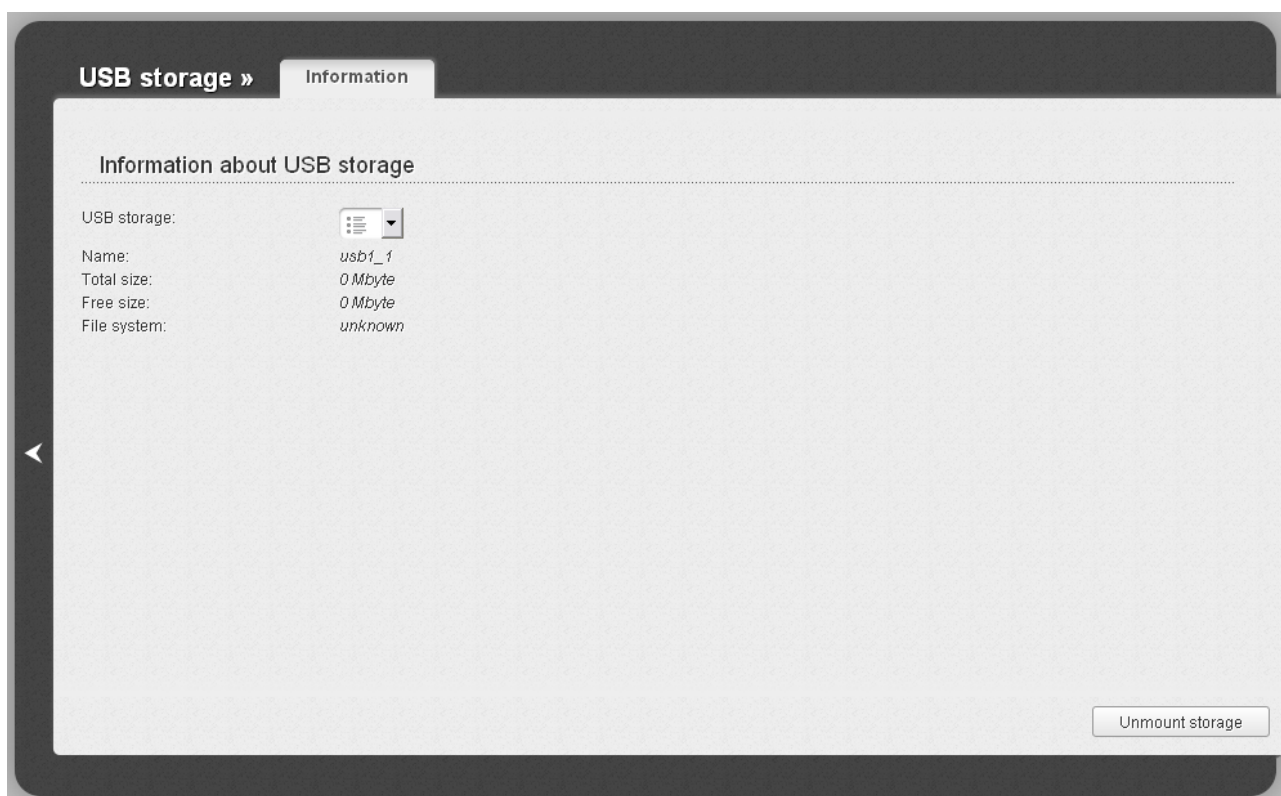 USB storage »
Information
Information about USB storage
USB storage:
Name: usb1_1
Total size: 0 Mbyte
Free size: 0 Mbyte
File system: unknown
Unmount storage